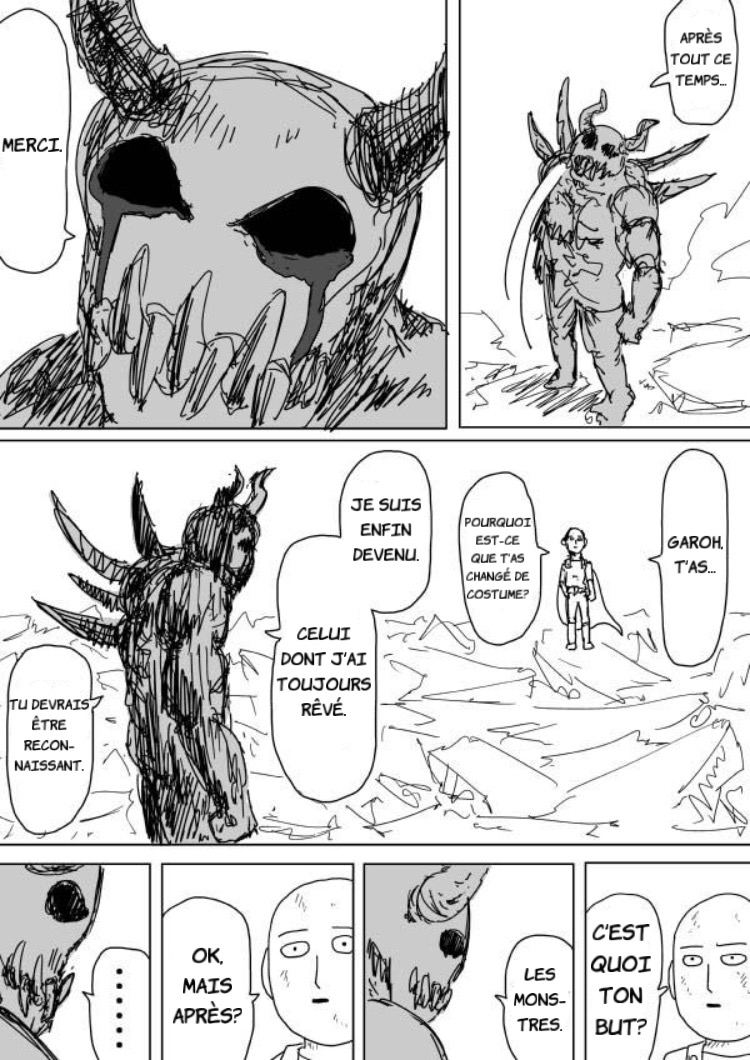 APRÈS
TOUT CE
TEMPS...
MERCI.
GAROH,
T'AS...
POURQUOI
EST-CE
QUE T'AS
CHANGÉ DE
COSTUME?
JE SUIS
ENFIN
DEVENU.
CELUI
DONT J'AI
TOUJOURS
RÊVÉ.
TU DEVRAIS
ÊTRE
RECON-
NAISSANT.
C'EST
QUOI
TON
BUT?
LES
MONS-
TRES.
OK,
MAIS
APRÈS?
......